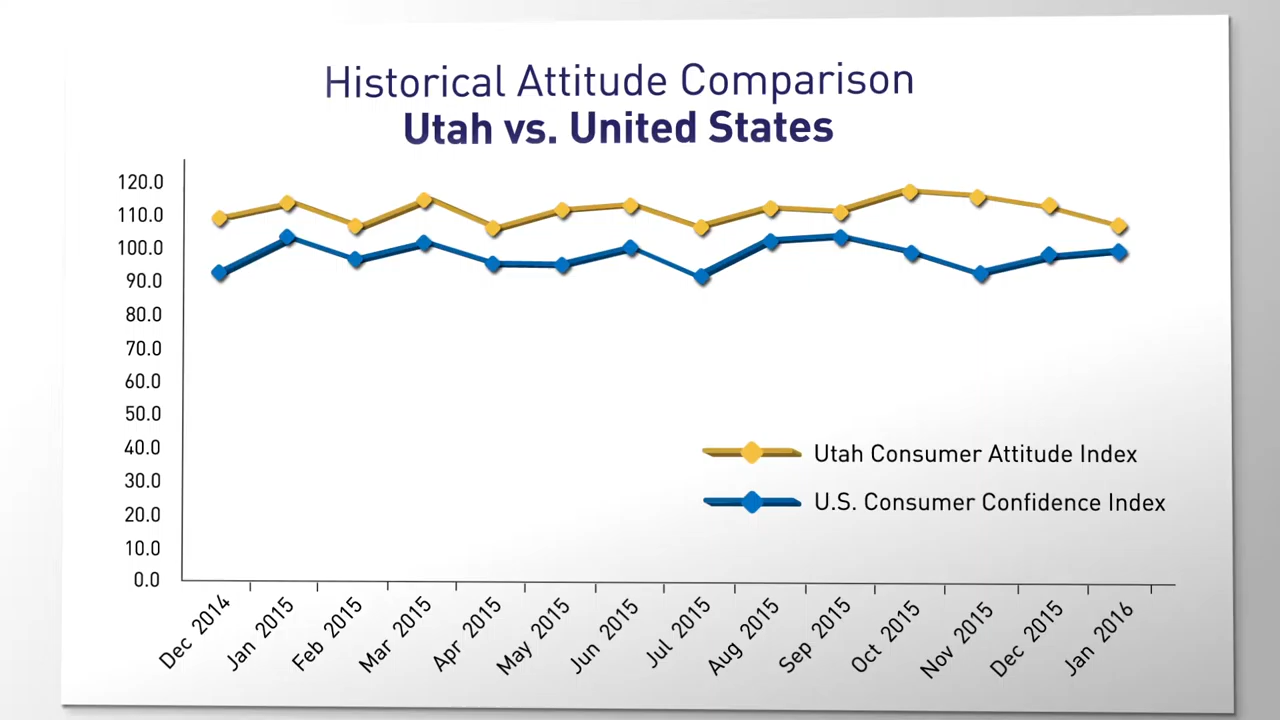 Historical Attitude Comparison
Utah vs. United States
120.0
110.0
100.0
90.0
80.0
70.0
60.0
50.0
40.0
30.0
20.0
10.0
0.0
Utah Consumer Attitude Index
U.S. Consumer Confidence Index
Dec 2014
Jan 2015
Feb 2015
Mar 2015
Apr 2015
May 2015
Jun 2015
Jul 2015
Aug 2015
Sep 2015
Oct 2015
Nov 2015
Dec 2015
Jan 2016